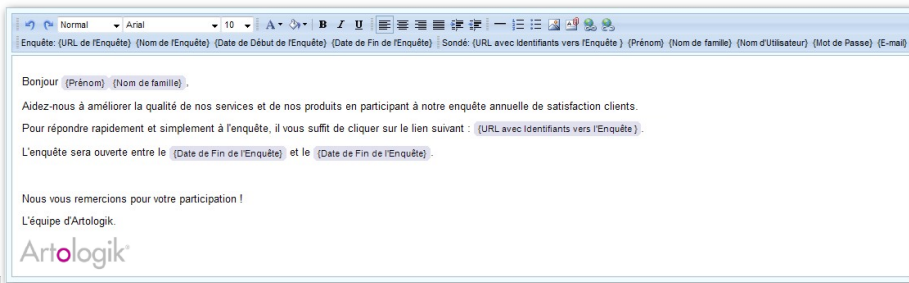 Normal Arial 10 A B I U
Enquête: {URL de l'Enquête} {Nom de l'Enquête} {Date de Début de l'Enquête} {Date de Fin de l'Enquête} Sondé: {URL avec Identifiants vers l'Enquête } {Prénom} {Nom de famille} {Nom d'Utilisateur} {Mot de Passe} {E-mail}
Bonjour {Prénom} {Nom de famille} ,
Aidez-nous à améliorer la qualité de nos services et de nos produits en participant à notre enquête annuelle de satisfaction clients.
Pour répondre rapidement et simplement à l'enquête, il vous suffit de cliquer sur le lien suivant : {URL avec Identifiants vers l'Enquête } .
L'enquête sera ouverte entre le {Date de Fin de l'Enquête} et le {Date de Fin de l'Enquête} .
Nous vous remercions pour votre participation !
L'équipe d'Artologik.
Artologik